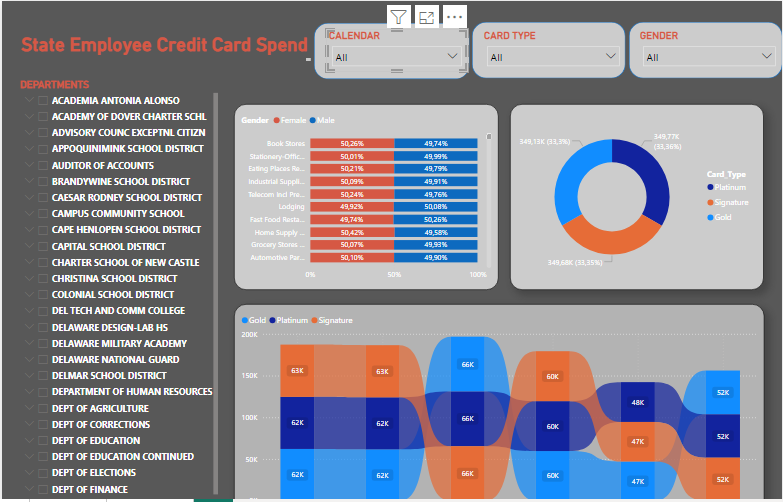 State Employee Credit Card Spend
CALENDAR
All
CARD TYPE
All
GENDER
All
DEPARTMENTS
ACADEMIA ANTONIA ALONSO
ACADEMY OF DOVER CHARTER SCHL
ADVISORY COUNC EXCEPTNL CITIZN
APPOQUINIMINK SCHOOL DISTRICT
AUDITOR OF ACCOUNTS
BRANDYWINE SCHOOL DISTRICT
CAESAR RODNEY SCHOOL DISTRICT
CAMPUS COMMUNITY SCHOOL
CAPE HENLOPEN SCHOOL DISTRICT
CAPITAL SCHOOL DISTRICT
CHARTER SCHOOL OF NEW CASTLE
CHRISTINA SCHOOL DISTRICT
COLONIAL SCHOOL DISTRICT
DEL TECH AND COMM COLLEGE
DELAWARE DESIGN-LAB HS
DELAWARE MILITARY ACADEMY
DELAWARE NATIONAL GUARD
DELMAR SCHOOL DISTRICT
DEPARTMENT OF HUMAN RESOURCES
DEPT OF AGRICULTURE
DEPT OF CORRECTIONS
DEPT OF EDUCATION
DEPT OF EDUCATION CONTINUED
DEPT OF ELECTIONS
DEPT OF FINANCE
Gender Female Male
Book Stores 50,26% 49,74%
Stationery-Offic... 50,01% 49,99%
Eating Places Re... 50,21% 49,79%
Industrial Suppli... 50,09% 49,91%
Telecom Incl Pre... 50,24% 49,76%
Lodging 49,92% 50,08%
Fast Food Resta... 49,74% 50,26%
Home Supply ... 50,42% 49,58%
Grocery Stores ... 50,07% 49,93%
Automotive Par... 50,10% 49,90%
0% 50% 100%
349,13K (33,3%)
349,77K
(33,36%)
349,68K (33,35%)
Card_Type
Platinum
Signature
Gold
Gold Platinum Signature
200K
150K
100K
50K
0K
63K 62K 62K
63K 62K 62K
66K 66K 66K
60K 60K 60K
48K 47K 47K
52K 52K 52K